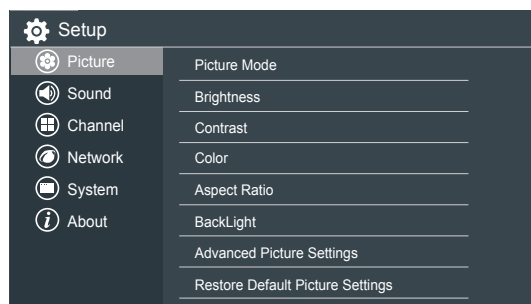 Setup
Picture
Sound
Channel
Network
System
About
Picture Mode
Brightness
Contrast
Color
Aspect Ratio
BackLight
Advanced Picture Settings
Restore Default Picture Settings